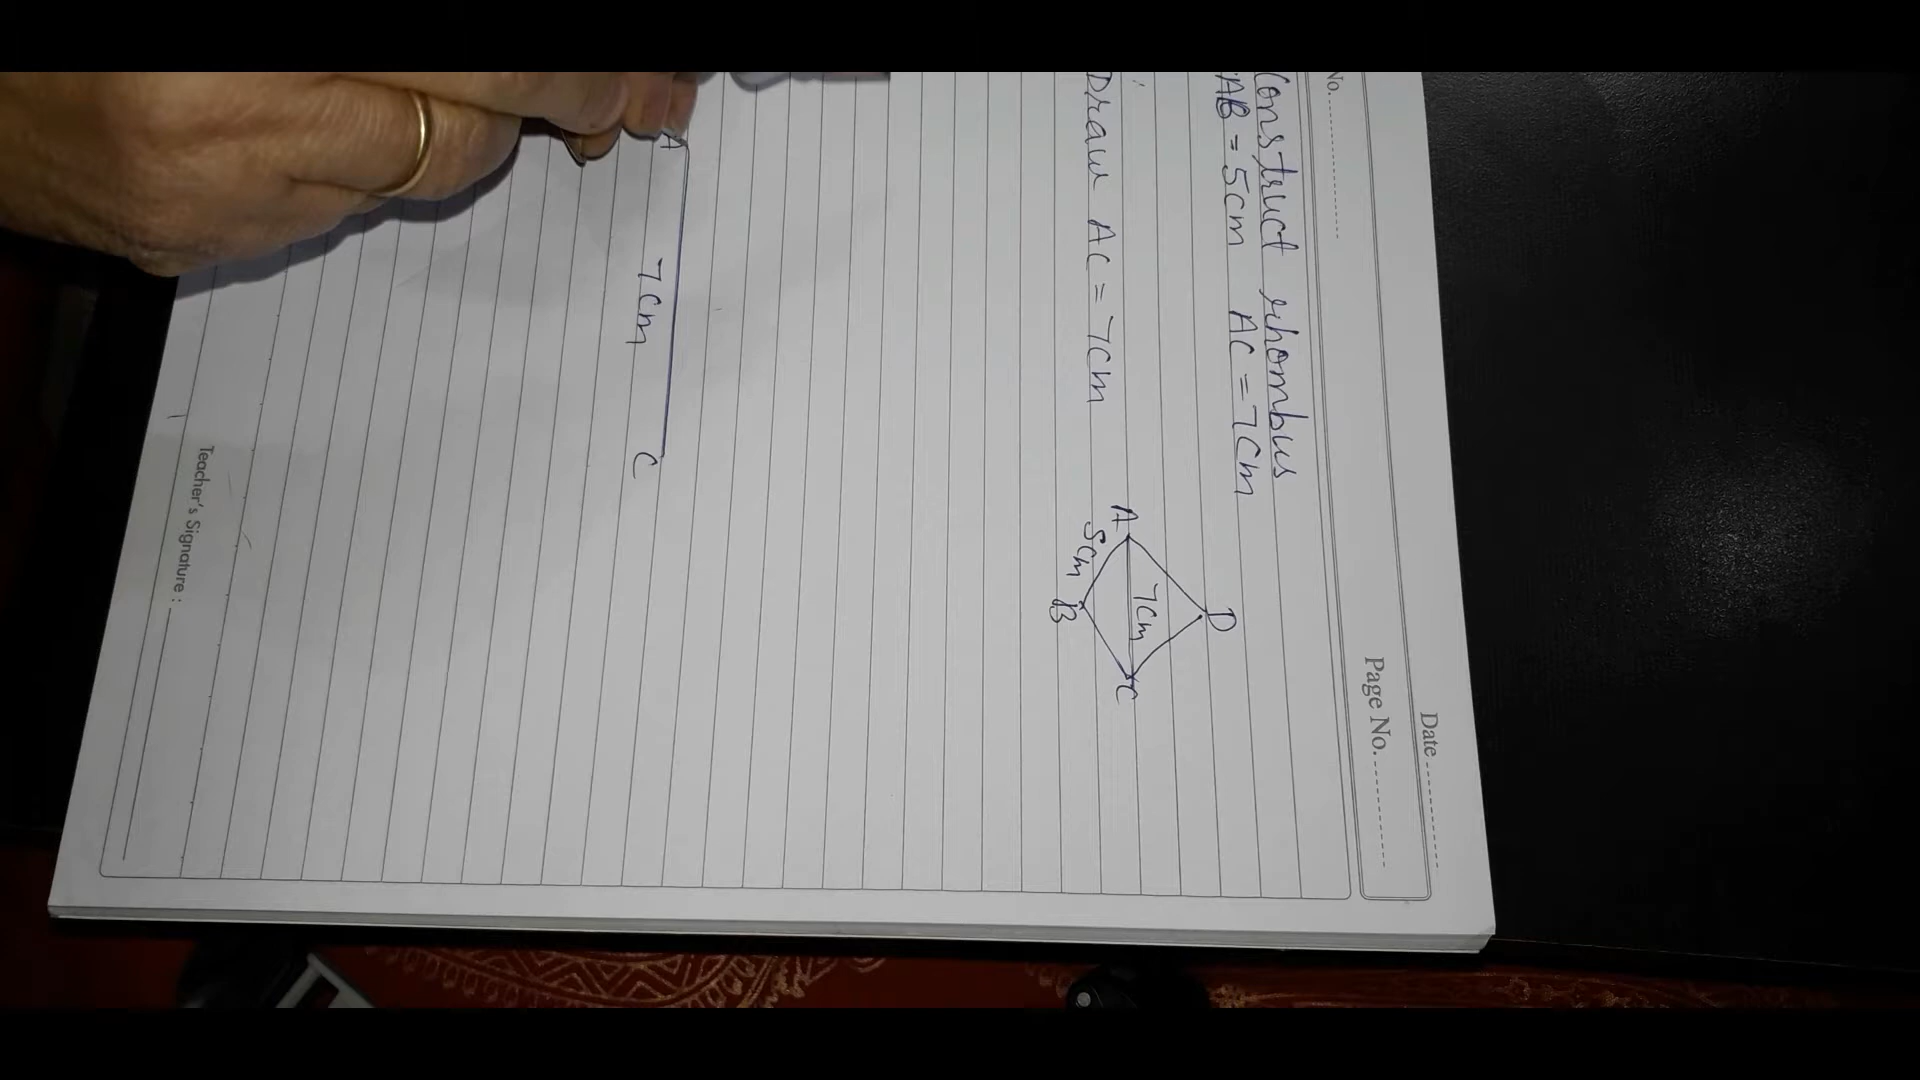 No..............
Date ............
Page No. ............
Construct rhombus
AB = 5cm AC = 7cm
Draw AC = 7cm
D
A
7cm
C
5cm
B
A
7cm
C
Teacher's Signature :